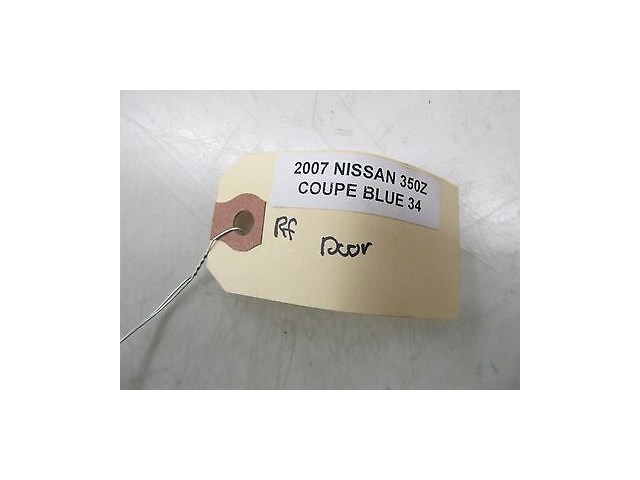 2007 NISSAN 350Z
COUPE BLUE 34
Rf Door